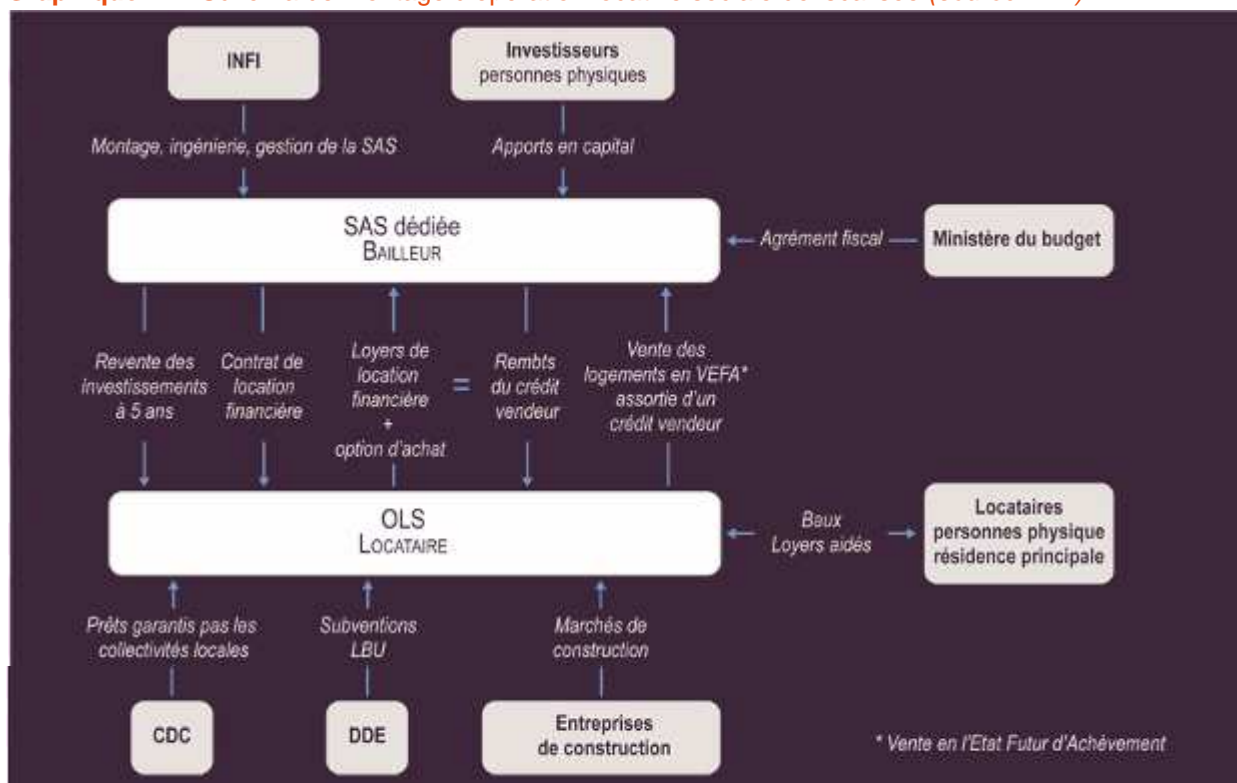 INFI
Investisseurs
personnes physiques
Montage, ingénierie, gestion de la SAS
Apports en capital
SAS dédiée
BAILLEUR
Agrément fiscal
Ministère du budget
Revente des
investissements
à 5 ans
Contrat de
location
financière
Loyers de
location
financière
+
option d'achat
=
Rembts
du crédit
vendeur
Vente des
logements en VEFA*
assortie d'un
crédit vendeur
OLS
LOCATAIRE
Baux
Loyers aidés
Locataires
personnes physique
résidence principale
Prêts garantis pas les
collectivités locales
Subventions
LBU
Marchés de
construction
CDC
DDE
Entreprises
de construction
* Vente en l'Etat Futur d'Achèvement